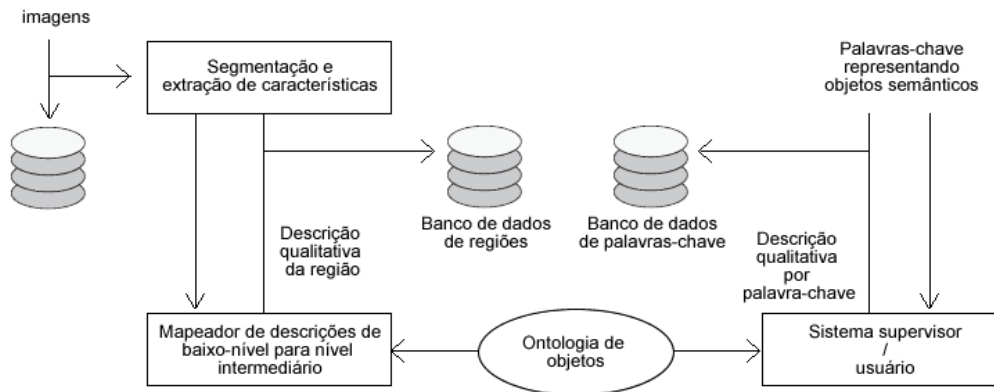 imagens
Segmentação e
extração de características
Palavras-chave
representando
objetos semânticos
Banco de dados
de regiões
Banco de dados
de palavras-chave
Descrição
qualitativa
da região
Descrição
qualitativa
por
palavra-chave
Mapeador de descrições de
baixo-nível para nível
intermediário
Ontologia de
objetos
Sistema supervisor
/
usuário